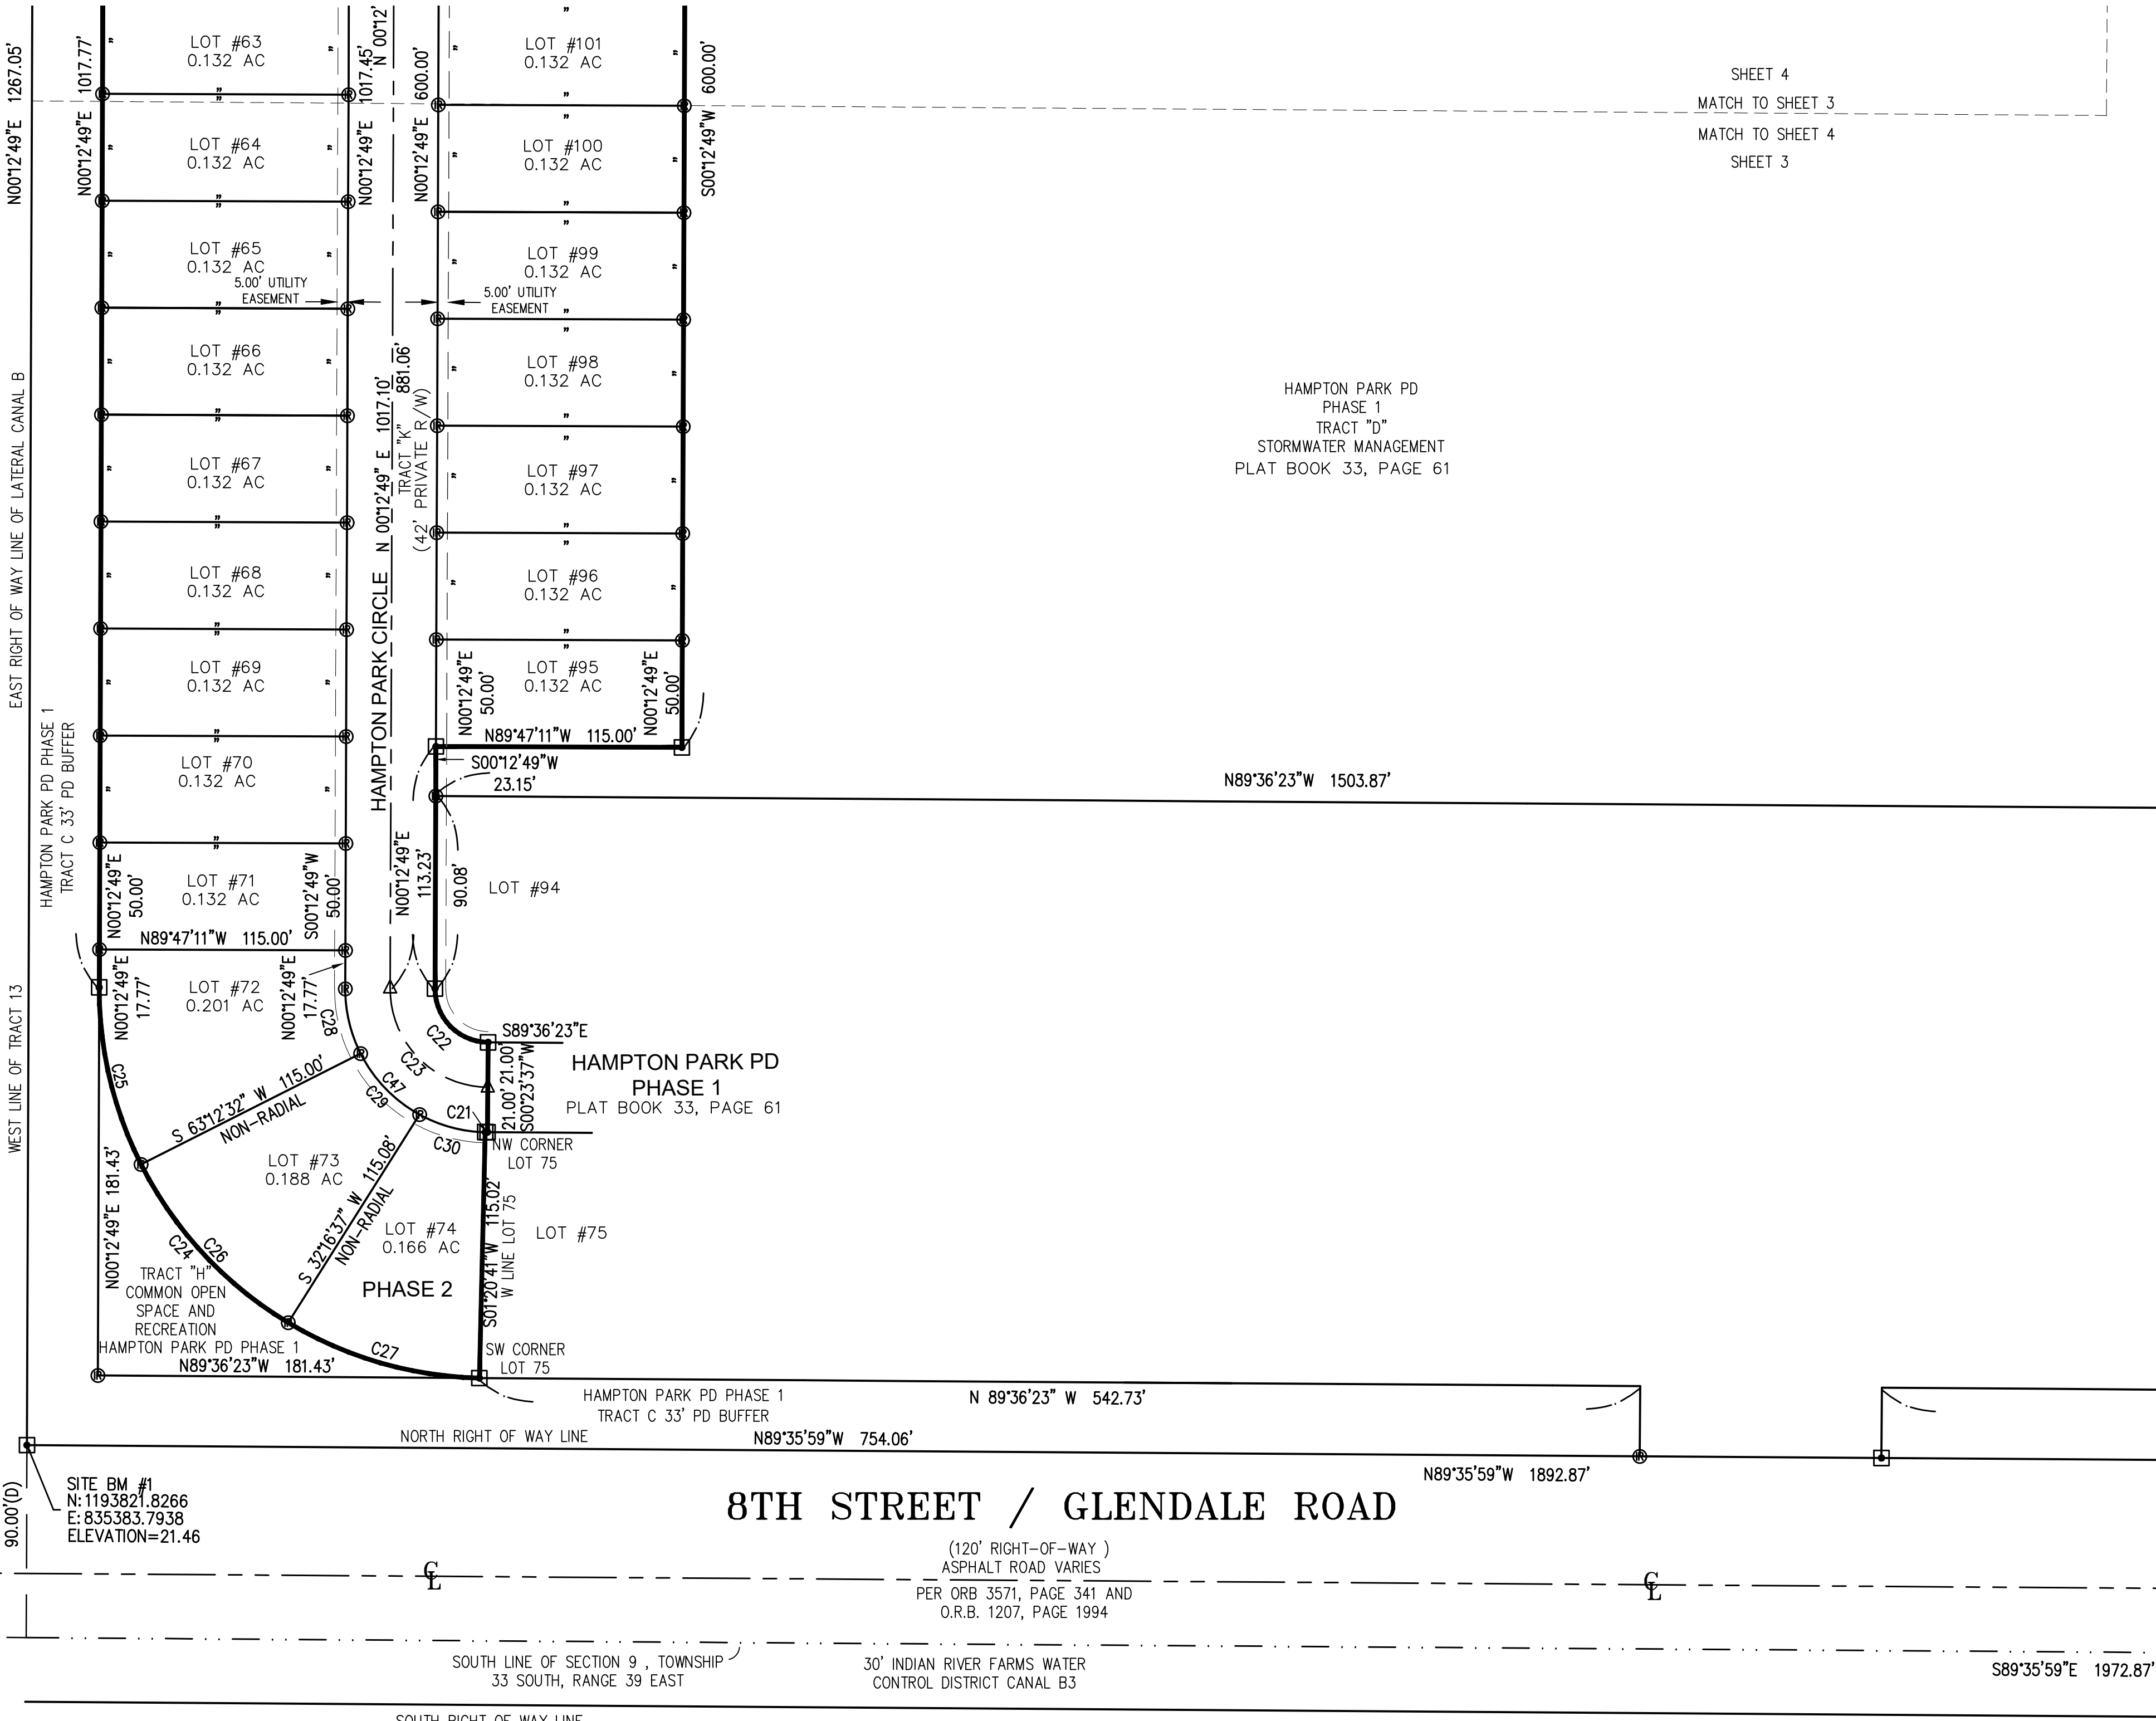 N00°12'49"E 1267.05'
EAST RIGHT OF WAY LINE OF LATERAL CANAL B
WEST LINE OF TRACT 13
90.00'(D)
HAMPTON PARK PD PHASE 1
TRACT C 33' PD BUFFER
N00°12'49"E 1017.77'
LOT #63
0.132 AC
LOT #64
0.132 AC
LOT #65
0.132 AC
5.00' UTILITY
EASEMENT
LOT #66
0.132 AC
LOT #67
0.132 AC
LOT #68
0.132 AC
LOT #69
0.132 AC
LOT #70
0.132 AC
LOT #71
0.132 AC
N00°12'49"E
50.00'
S00°12'49"W
50.00'
N89°47'11"W 115.00'
LOT #72
0.201 AC
N00°12'49"E
17.77'
N00°12'49"E
17.77'
N00°12'49"E 1017.45'
N 00°12'
N00°12'49"E 600.00'
881.06'
HAMPTON PARK CIRCLE N 00°12'49" E 1017.10'
TRACT "K"
(42' PRIVATE R/W)
LOT #101
0.132 AC
LOT #100
0.132 AC
LOT #99
0.132 AC
5.00' UTILITY
EASEMENT
LOT #98
0.132 AC
LOT #97
0.132 AC
LOT #96
0.132 AC
LOT #95
0.132 AC
N00°12'49"E
50.00'
N00°12'49"E
50.00'
N89°47'11"W 115.00'
S00°12'49"W
23.15'
S00°12'49"W 600.00'
SHEET 4
MATCH TO SHEET 3
MATCH TO SHEET 4
SHEET 3
HAMPTON PARK PD
PHASE 1
TRACT "D"
STORMWATER MANAGEMENT
PLAT BOOK 33, PAGE 61
N89°36'23"W 1503.87'
N00°12'49"E
113.23'
90.08'
LOT #94
C28
C22
C23
C47
C29
C21
C30
C25
S89°36'23"E
21.00' 21.00'
S00°23'37"W
HAMPTON PARK PD
PHASE 1
PLAT BOOK 33, PAGE 61
NW CORNER
LOT 75
S 63°12'32" W 115.00'
NON-RADIAL
LOT #73
0.188 AC
S 32°16'37" W 115.08'
NON-RADIAL
LOT #74
0.166 AC
PHASE 2
S01°20'41"W 115.02'
W LINE LOT 75
LOT #75
N00°12'49"E 181.43'
C24
C26
C27
TRACT "H"
COMMON OPEN
SPACE AND
RECREATION
HAMPTON PARK PD PHASE 1
N89°36'23"W 181.43'
SW CORNER
LOT 75
HAMPTON PARK PD PHASE 1
TRACT C 33' PD BUFFER
N 89°36'23" W 542.73'
NORTH RIGHT OF WAY LINE
N89°35'59"W 754.06'
N89°35'59"W 1892.87'
SITE BM #1
N:1193821.8266
E:835383.7938
ELEVATION=21.46
8TH STREET / GLENDALE ROAD
(120' RIGHT-OF-WAY )
ASPHALT ROAD VARIES
PER ORB 3571, PAGE 341 AND
O.R.B. 1207, PAGE 1994
SOUTH LINE OF SECTION 9 , TOWNSHIP
33 SOUTH, RANGE 39 EAST
30' INDIAN RIVER FARMS WATER
CONTROL DISTRICT CANAL B3
S89°35'59"E 1972.87'
SOUTH RIGHT OF WAY LINE